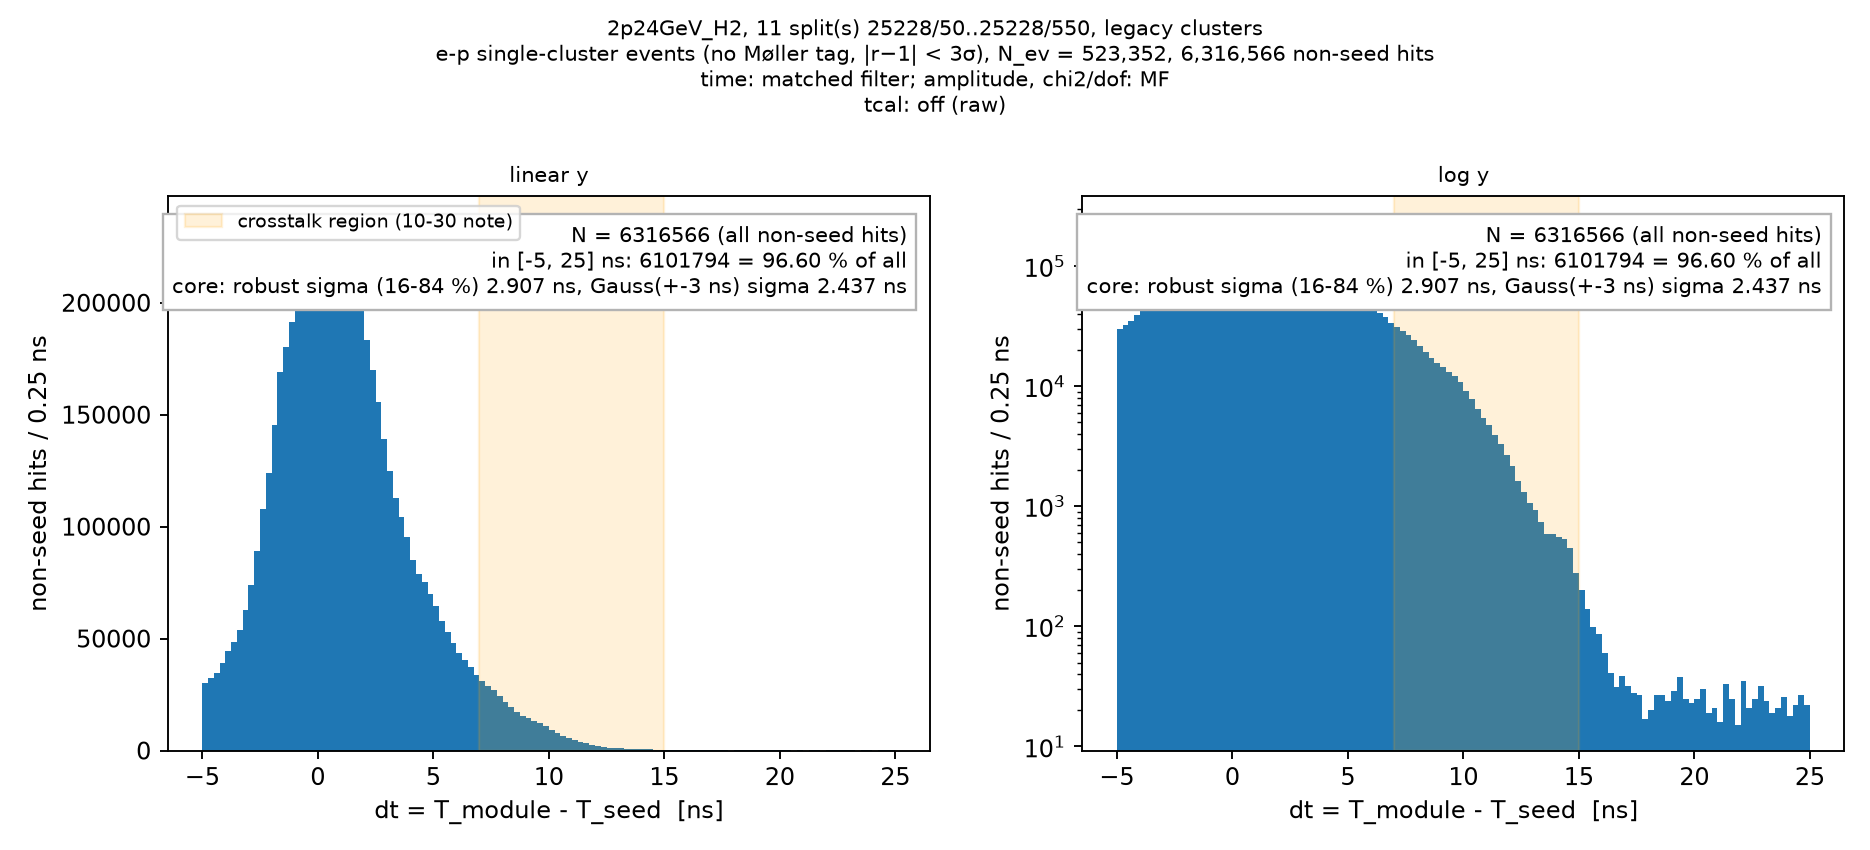 2p24GeV_H2, 11 split(s) 25228/50..25228/550, legacy clusters
e-p single-cluster events (no Møller tag, |r−1| < 3σ), N_ev = 523,352, 6,316,566 non-seed hits
time: matched filter; amplitude, chi2/dof: MF
tcal: off (raw)
linear y
crosstalk region (10-30 note)
N = 6316566 (all non-seed hits)
in [-5, 25] ns: 6101794 = 96.60 % of all
core: robust sigma (16-84 %) 2.907 ns, Gauss(+-3 ns) sigma 2.437 ns
200000
150000
100000
50000
0
non-seed hits / 0.25 ns
−5 0 5 10 15 20 25
dt = T_module - T_seed [ns]
log y
N = 6316566 (all non-seed hits)
in [-5, 25] ns: 6101794 = 96.60 % of all
core: robust sigma (16-84 %) 2.907 ns, Gauss(+-3 ns) sigma 2.437 ns
10⁵
10⁴
10³
10²
10¹
non-seed hits / 0.25 ns
−5 0 5 10 15 20 25
dt = T_module - T_seed [ns]